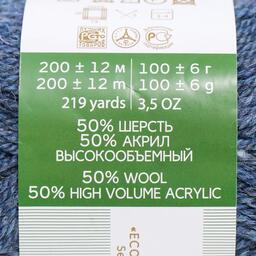 200 ± 12 м 100 ± 6 г
200 ± 12 m 100 ± 6 g
219 yards 3,5 OZ
50% ШЕРСТЬ
50% АКРИЛ
ВЫСОКООБЪЕМНЫЙ
50% WOOL
50% HIGH VOLUME ACRYLIC